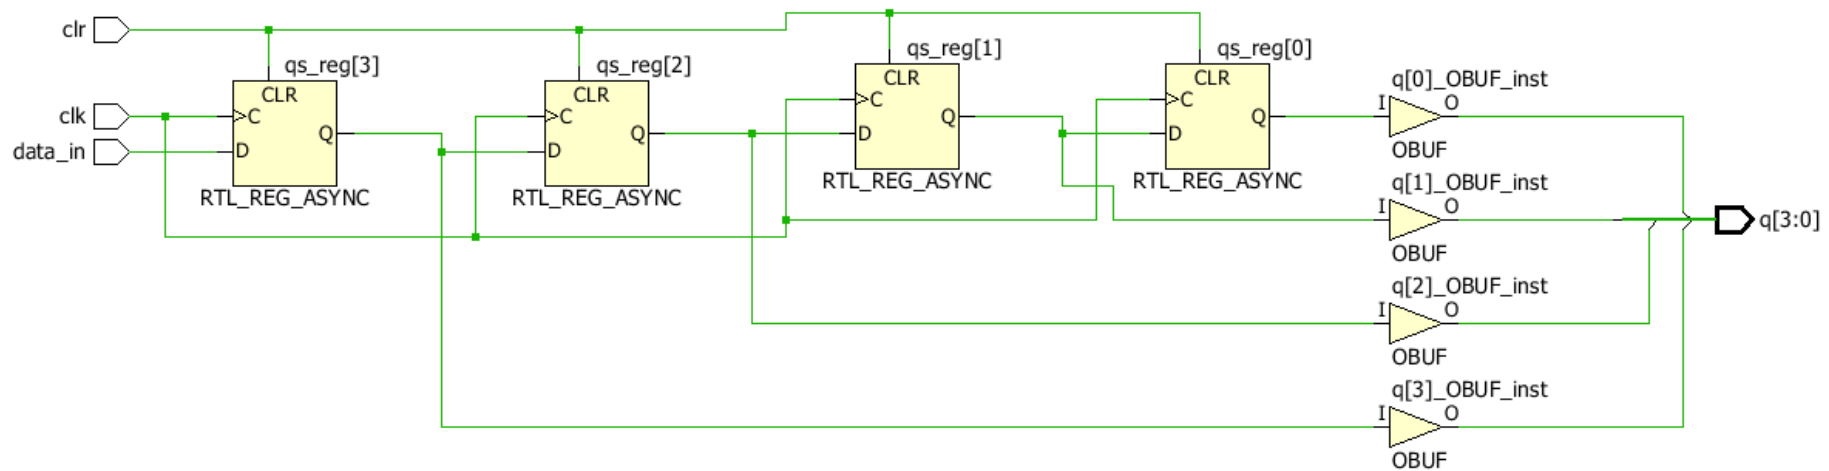 clr
clk
data_in
qs_reg[3]
CLR
C
Q
D
RTL_REG_ASYNC
qs_reg[2]
CLR
C
Q
D
RTL_REG_ASYNC
qs_reg[1]
CLR
C
Q
D
RTL_REG_ASYNC
qs_reg[0]
CLR
C
Q
D
RTL_REG_ASYNC
q[0]_OBUF_inst
I
O
OBUF
q[1]_OBUF_inst
I
O
OBUF
q[2]_OBUF_inst
I
O
OBUF
q[3]_OBUF_inst
I
O
OBUF
q[3:0]